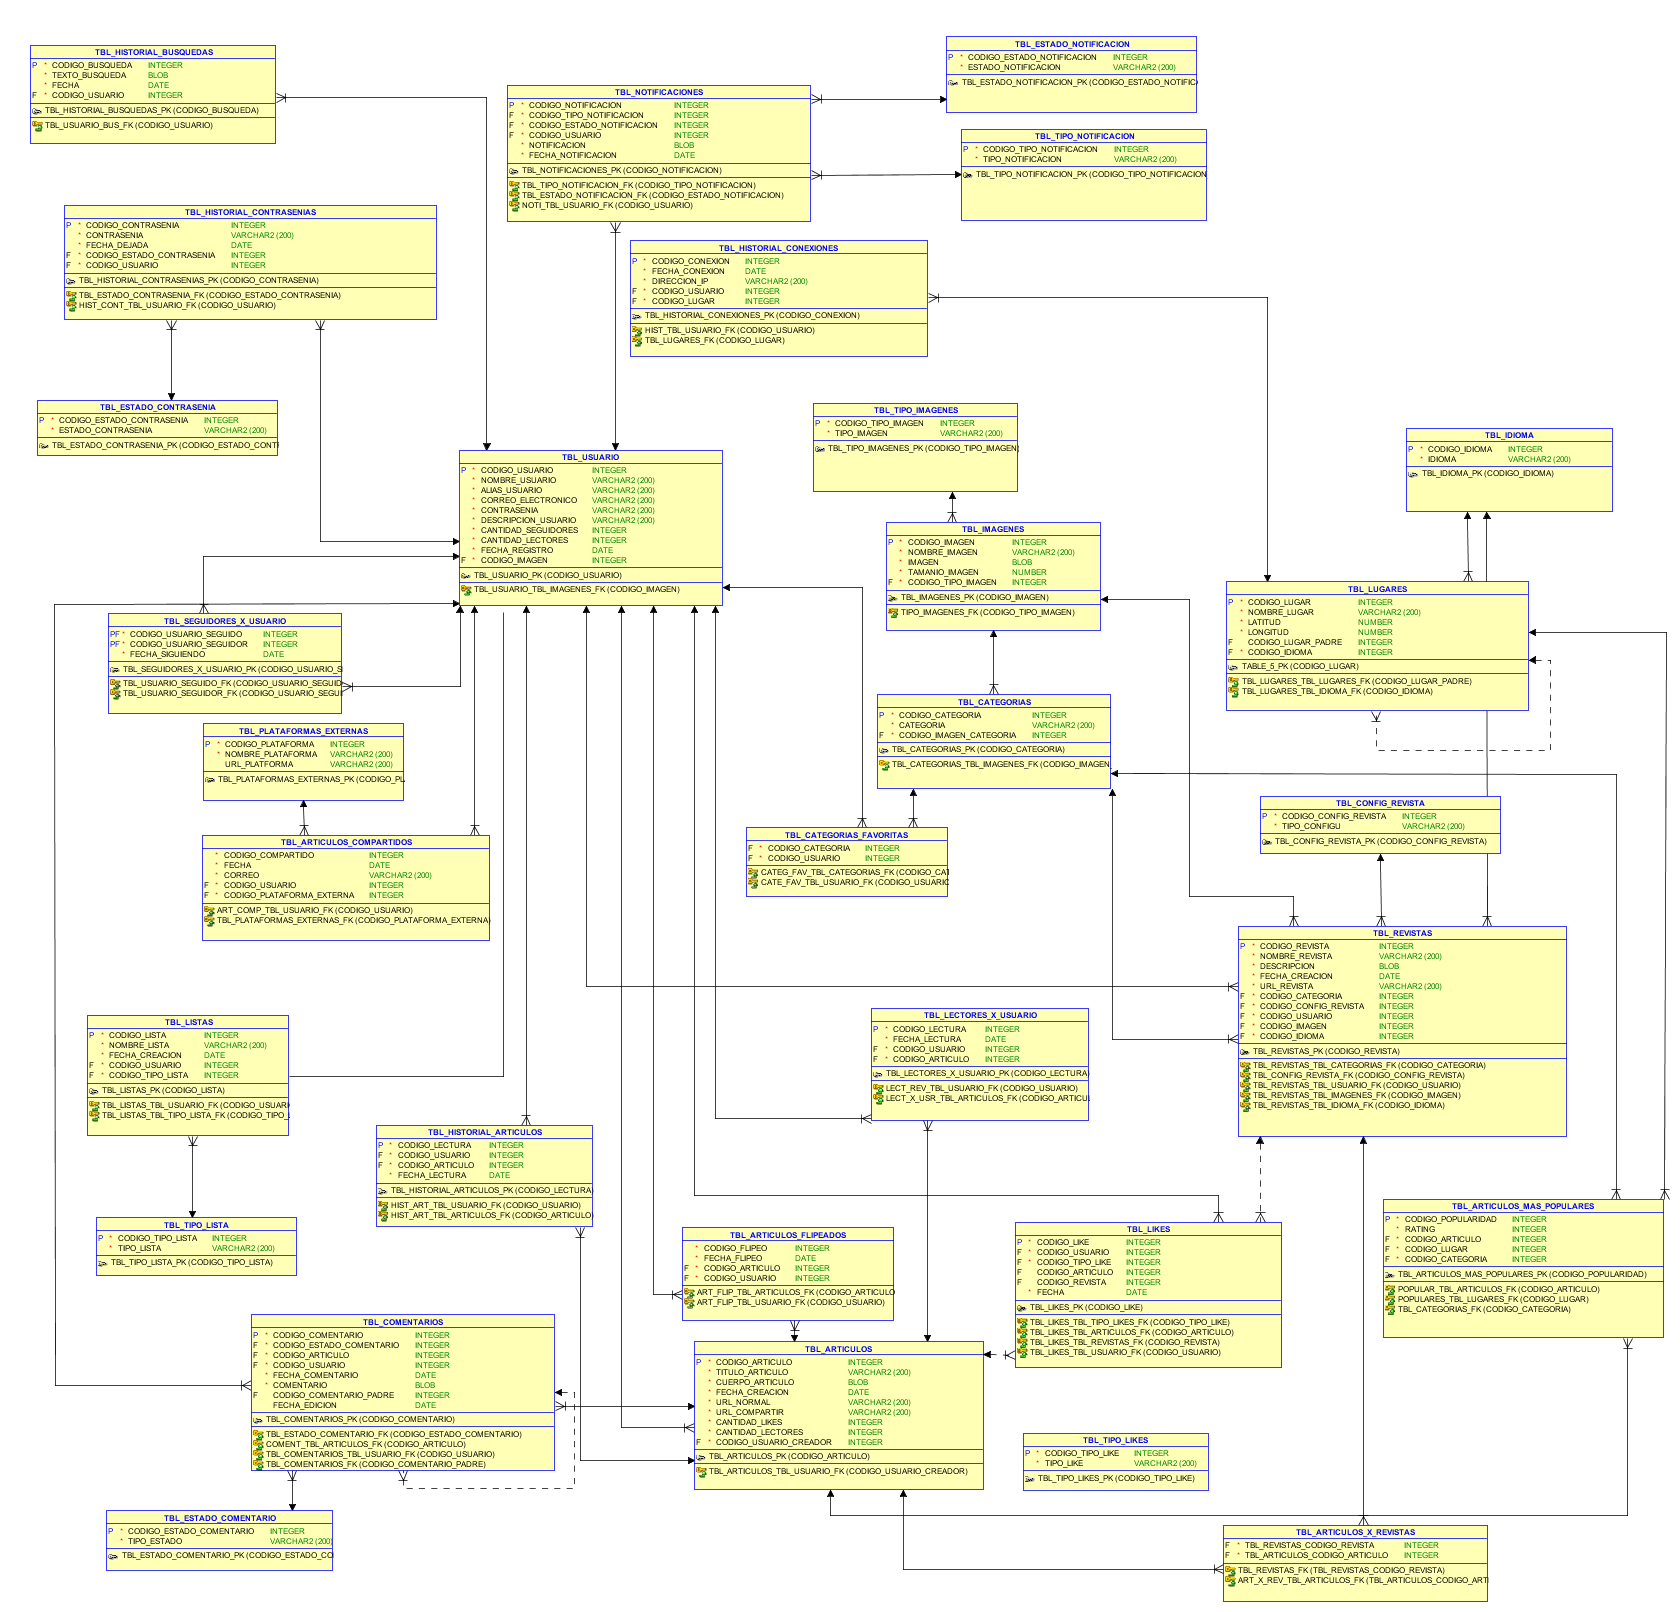 TBL_HISTORIAL_BUSQUEDAS
P * CODIGO_BUSQUEDA INTEGER
* TEXTO_BUSQUEDA BLOB
* FECHA DATE
F * CODIGO_USUARIO INTEGER
TBL_HISTORIAL_BUSQUEDAS_PK (CODIGO_BUSQUEDA)
TBL_USUARIO_BUS_FK (CODIGO_USUARIO)
TBL_NOTIFICACIONES
P * CODIGO_NOTIFICACION INTEGER
F * CODIGO_TIPO_NOTIFICACION INTEGER
F * CODIGO_ESTADO_NOTIFICACION INTEGER
F * CODIGO_USUARIO INTEGER
* NOTIFICACION BLOB
* FECHA_NOTIFICACION DATE
TBL_NOTIFICACIONES_PK (CODIGO_NOTIFICACION)
TBL_TIPO_NOTIFICACION_FK (CODIGO_TIPO_NOTIFICACION)
TBL_ESTADO_NOTIFICACION_FK (CODIGO_ESTADO_NOTIFICACION)
NOTI_TBL_USUARIO_FK (CODIGO_USUARIO)
TBL_ESTADO_NOTIFICACION
P * CODIGO_ESTADO_NOTIFICACION INTEGER
* ESTADO_NOTIFICACION VARCHAR2 (200)
TBL_ESTADO_NOTIFICACION_PK (CODIGO_ESTADO_NOTIFIC
TBL_TIPO_NOTIFICACION
P * CODIGO_TIPO_NOTIFICACION INTEGER
* TIPO_NOTIFICACION VARCHAR2 (200)
TBL_TIPO_NOTIFICACION_PK (CODIGO_TIPO_NOTIFICACION
TBL_HISTORIAL_CONTRASENIAS
P * CODIGO_CONTRASENIA INTEGER
* CONTRASENIA VARCHAR2 (200)
* FECHA_DEJADA DATE
F * CODIGO_ESTADO_CONTRASENIA INTEGER
F * CODIGO_USUARIO INTEGER
TBL_HISTORIAL_CONTRASENIAS_PK (CODIGO_CONTRASENIA)
TBL_ESTADO_CONTRASENIA_FK (CODIGO_ESTADO_CONTRASENIA)
HIST_CONT_TBL_USUARIO_FK (CODIGO_USUARIO)
TBL_HISTORIAL_CONEXIONES
P * CODIGO_CONEXION INTEGER
* FECHA_CONEXION DATE
* DIRECCION_IP VARCHAR2 (200)
F * CODIGO_USUARIO INTEGER
F * CODIGO_LUGAR INTEGER
TBL_HISTORIAL_CONEXIONES_PK (CODIGO_CONEXION)
HIST_TBL_USUARIO_FK (CODIGO_USUARIO)
TBL_LUGARES_FK (CODIGO_LUGAR)
TBL_ESTADO_CONTRASENIA
P * CODIGO_ESTADO_CONTRASENIA INTEGER
* ESTADO_CONTRASENIA VARCHAR2 (200)
TBL_ESTADO_CONTRASENIA_PK (CODIGO_ESTADO_CONT
TBL_USUARIO
P * CODIGO_USUARIO INTEGER
* NOMBRE_USUARIO VARCHAR2 (200)
* ALIAS_USUARIO VARCHAR2 (200)
* CORREO_ELECTRONICO VARCHAR2 (200)
* CONTRASENIA VARCHAR2 (200)
* DESCRIPCION_USUARIO VARCHAR2 (200)
* CANTIDAD_SEGUIDORES INTEGER
* CANTIDAD_LECTORES INTEGER
* FECHA_REGISTRO DATE
F * CODIGO_IMAGEN INTEGER
TBL_USUARIO_PK (CODIGO_USUARIO)
TBL_USUARIO_TBL_IMAGENES_FK (CODIGO_IMAGEN)
TBL_TIPO_IMAGENES
P * CODIGO_TIPO_IMAGEN INTEGER
* TIPO_IMAGEN VARCHAR2 (200)
TBL_TIPO_IMAGENES_PK (CODIGO_TIPO_IMAGEN)
TBL_IDIOMA
P * CODIGO_IDIOMA INTEGER
* IDIOMA VARCHAR2 (200)
TBL_IDIOMA_PK (CODIGO_IDIOMA)
TBL_IMAGENES
P * CODIGO_IMAGEN INTEGER
* NOMBRE_IMAGEN VARCHAR2 (200)
* IMAGEN BLOB
* TAMANIO_IMAGEN NUMBER
F * CODIGO_TIPO_IMAGEN INTEGER
TBL_IMAGENES_PK (CODIGO_IMAGEN)
TIPO_IMAGENES_FK (CODIGO_TIPO_IMAGEN)
TBL_LUGARES
P * CODIGO_LUGAR INTEGER
* NOMBRE_LUGAR VARCHAR2 (200)
* LATITUD NUMBER
* LONGITUD NUMBER
F CODIGO_LUGAR_PADRE INTEGER
F * CODIGO_IDIOMA INTEGER
TABLE_5_PK (CODIGO_LUGAR)
TBL_LUGARES_TBL_LUGARES_FK (CODIGO_LUGAR_PADRE)
TBL_LUGARES_TBL_IDIOMA_FK (CODIGO_IDIOMA)
TBL_SEGUIDORES_X_USUARIO
PF * CODIGO_USUARIO_SEGUIDO INTEGER
PF * CODIGO_USUARIO_SEGUIDOR INTEGER
* FECHA_SIGUIENDO DATE
TBL_SEGUIDORES_X_USUARIO_PK (CODIGO_USUARIO_S
TBL_USUARIO_SEGUIDO_FK (CODIGO_USUARIO_SEGUID
TBL_USUARIO_SEGUIDOR_FK (CODIGO_USUARIO_SEGUI
TBL_CATEGORIAS
P * CODIGO_CATEGORIA INTEGER
* CATEGORIA VARCHAR2 (200)
F * CODIGO_IMAGEN_CATEGORIA INTEGER
TBL_CATEGORIAS_PK (CODIGO_CATEGORIA)
TBL_CATEGORIAS_TBL_IMAGENES_FK (CODIGO_IMAGEN
TBL_PLATAFORMAS_EXTERNAS
P * CODIGO_PLATAFORMA INTEGER
* NOMBRE_PLATAFORMA VARCHAR2 (200)
URL_PLATFORMA VARCHAR2 (200)
TBL_PLATAFORMAS_EXTERNAS_PK (CODIGO_PL
TBL_CONFIG_REVISTA
P * CODIGO_CONFIG_REVISTA INTEGER
* TIPO_CONFIGU VARCHAR2 (200)
TBL_CONFIG_REVISTA_PK (CODIGO_CONFIG_REVISTA)
TBL_CATEGORIAS_FAVORITAS
F * CODIGO_CATEGORIA INTEGER
F * CODIGO_USUARIO INTEGER
CATEG_FAV_TBL_CATEGORIAS_FK (CODIGO_CAT
CATE_FAV_TBL_USUARIO_FK (CODIGO_USUARIO
TBL_ARTICULOS_COMPARTIDOS
* CODIGO_COMPARTIDO INTEGER
* FECHA DATE
* CORREO VARCHAR2 (200)
F * CODIGO_USUARIO INTEGER
F * CODIGO_PLATAFORMA_EXTERNA INTEGER
ART_COMP_TBL_USUARIO_FK (CODIGO_USUARIO)
TBL_PLATAFORMAS_EXTERNAS_FK (CODIGO_PLATAFORMA_EXTERNA)
TBL_REVISTAS
P * CODIGO_REVISTA INTEGER
* NOMBRE_REVISTA VARCHAR2 (200)
* DESCRIPCION BLOB
* FECHA_CREACION DATE
* URL_REVISTA VARCHAR2 (200)
F * CODIGO_CATEGORIA INTEGER
F * CODIGO_CONFIG_REVISTA INTEGER
F * CODIGO_USUARIO INTEGER
F * CODIGO_IMAGEN INTEGER
F * CODIGO_IDIOMA INTEGER
TBL_REVISTAS_PK (CODIGO_REVISTA)
TBL_REVISTAS_TBL_CATEGORIAS_FK (CODIGO_CATEGORIA)
TBL_CONFIG_REVISTA_FK (CODIGO_CONFIG_REVISTA)
TBL_REVISTAS_TBL_USUARIO_FK (CODIGO_USUARIO)
TBL_REVISTAS_TBL_IMAGENES_FK (CODIGO_IMAGEN)
TBL_REVISTAS_TBL_IDIOMA_FK (CODIGO_IDIOMA)
TBL_LISTAS
P * CODIGO_LISTA INTEGER
* NOMBRE_LISTA VARCHAR2 (200)
* FECHA_CREACION DATE
F * CODIGO_USUARIO INTEGER
F * CODIGO_TIPO_LISTA INTEGER
TBL_LISTAS_PK (CODIGO_LISTA)
TBL_LISTAS_TBL_USUARIO_FK (CODIGO_USUARI
TBL_LISTAS_TBL_TIPO_LISTA_FK (CODIGO_TIPO_L
TBL_LECTORES_X_USUARIO
P * CODIGO_LECTURA INTEGER
* FECHA_LECTURA DATE
F * CODIGO_USUARIO INTEGER
F * CODIGO_ARTICULO INTEGER
TBL_LECTORES_X_USUARIO_PK (CODIGO_LECTURA)
LECT_REV_TBL_USUARIO_FK (CODIGO_USUARIO)
LECT_X_USR_TBL_ARTICULOS_FK (CODIGO_ARTICUL
TBL_HISTORIAL_ARTICULOS
P * CODIGO_LECTURA INTEGER
F * CODIGO_USUARIO INTEGER
F * CODIGO_ARTICULO INTEGER
* FECHA_LECTURA DATE
TBL_HISTORIAL_ARTICULOS_PK (CODIGO_LECTURA)
HIST_ART_TBL_USUARIO_FK (CODIGO_USUARIO)
HIST_ART_TBL_ARTICULOS_FK (CODIGO_ARTICULO)
TBL_TIPO_LISTA
P * CODIGO_TIPO_LISTA INTEGER
* TIPO_LISTA VARCHAR2 (200)
TBL_TIPO_LISTA_PK (CODIGO_TIPO_LISTA)
TBL_ARTICULOS_FLIPEADOS
* CODIGO_FLIPEO INTEGER
* FECHA_FLIPEO DATE
F * CODIGO_ARTICULO INTEGER
F * CODIGO_USUARIO INTEGER
ART_FLIP_TBL_ARTICULOS_FK (CODIGO_ARTICULO
ART_FLIP_TBL_USUARIO_FK (CODIGO_USUARIO)
TBL_LIKES
P * CODIGO_LIKE INTEGER
F * CODIGO_USUARIO INTEGER
F * CODIGO_TIPO_LIKE INTEGER
F CODIGO_ARTICULO INTEGER
F CODIGO_REVISTA INTEGER
* FECHA DATE
TBL_LIKES_PK (CODIGO_LIKE)
TBL_LIKES_TBL_TIPO_LIKES_FK (CODIGO_TIPO_LIKE)
TBL_LIKES_TBL_ARTICULOS_FK (CODIGO_ARTICULO)
TBL_LIKES_TBL_REVISTAS_FK (CODIGO_REVISTA)
TBL_LIKES_TBL_USUARIO_FK (CODIGO_USUARIO)
TBL_ARTICULOS_MAS_POPULARES
P * CODIGO_POPULARIDAD INTEGER
* RATING INTEGER
F * CODIGO_ARTICULO INTEGER
F * CODIGO_LUGAR INTEGER
F * CODIGO_CATEGORIA INTEGER
TBL_ARTICULOS_MAS_POPULARES_PK (CODIGO_POPULARIDAD)
POPULAR_TBL_ARTICULOS_FK (CODIGO_ARTICULO)
POPULARES_TBL_LUGARES_FK (CODIGO_LUGAR)
TBL_CATEGORIAS_FK (CODIGO_CATEGORIA)
TBL_COMENTARIOS
P * CODIGO_COMENTARIO INTEGER
F * CODIGO_ESTADO_COMENTARIO INTEGER
F * CODIGO_ARTICULO INTEGER
F * CODIGO_USUARIO INTEGER
* FECHA_COMENTARIO DATE
* COMENTARIO BLOB
F CODIGO_COMENTARIO_PADRE INTEGER
FECHA_EDICION DATE
TBL_COMENTARIOS_PK (CODIGO_COMENTARIO)
TBL_ESTADO_COMENTARIO_FK (CODIGO_ESTADO_COMENTARIO)
COMENT_TBL_ARTICULOS_FK (CODIGO_ARTICULO)
TBL_COMENTARIOS_TBL_USUARIO_FK (CODIGO_USUARIO)
TBL_COMENTARIOS_FK (CODIGO_COMENTARIO_PADRE)
TBL_ARTICULOS
P * CODIGO_ARTICULO INTEGER
* TITULO_ARTICULO VARCHAR2 (200)
* CUERPO_ARTICULO BLOB
* FECHA_CREACION DATE
* URL_NORMAL VARCHAR2 (200)
* URL_COMPARTIR VARCHAR2 (200)
* CANTIDAD_LIKES INTEGER
* CANTIDAD_LECTORES INTEGER
F * CODIGO_USUARIO_CREADOR INTEGER
TBL_ARTICULOS_PK (CODIGO_ARTICULO)
TBL_ARTICULOS_TBL_USUARIO_FK (CODIGO_USUARIO_CREADOR)
TBL_TIPO_LIKES
P * CODIGO_TIPO_LIKE INTEGER
* TIPO_LIKE VARCHAR2 (200)
TBL_TIPO_LIKES_PK (CODIGO_TIPO_LIKE)
TBL_ESTADO_COMENTARIO
P * CODIGO_ESTADO_COMENTARIO INTEGER
* TIPO_ESTADO VARCHAR2 (200)
TBL_ESTADO_COMENTARIO_PK (CODIGO_ESTADO_CO
TBL_ARTICULOS_X_REVISTAS
F * TBL_REVISTAS_CODIGO_REVISTA INTEGER
F * TBL_ARTICULOS_CODIGO_ARTICULO INTEGER
TBL_REVISTAS_FK (TBL_REVISTAS_CODIGO_REVISTA)
ART_X_REV_TBL_ARTICULOS_FK (TBL_ARTICULOS_CODIGO_ART